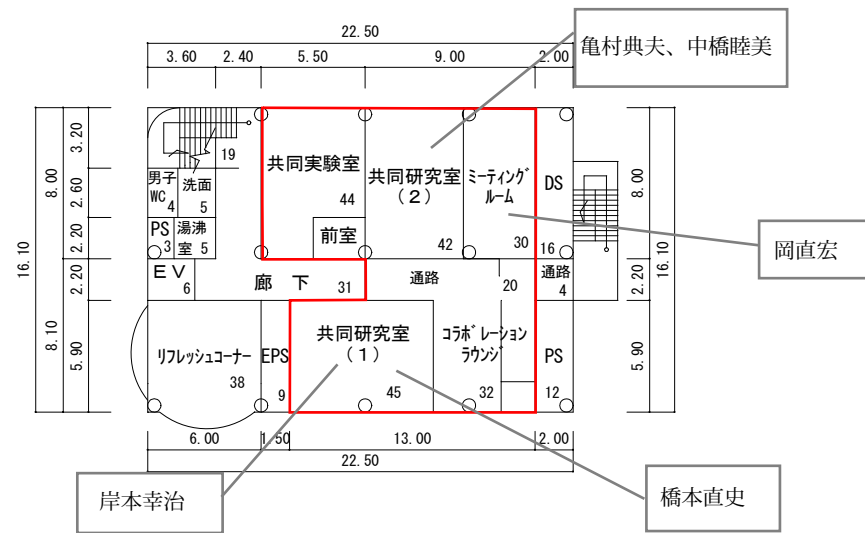 亀村典夫、中橋睦美
22.50
3.60
2.40
5.50
9.00
2.00
16.10
8.00
3.20
2.60
2.20
2.20
8.10
5.90
19
男子
WC
4
洗面
5
PS
3
湯沸
室
5
EV
6
共同実験室
44
前室
共同研究室
(2)
42
ミーティング
ルーム
30
DS
16
8.00
16.10
2.20
5.90
岡直宏
廊 下
31
通路
20
通路
4
リフレッシュコーナー
38
EPS
9
共同研究室
(1)
45
コラボレーション
ラウンジ
32
PS
12
6.00
1.50
13.00
2.00
22.50
岸本幸治
橋本直史